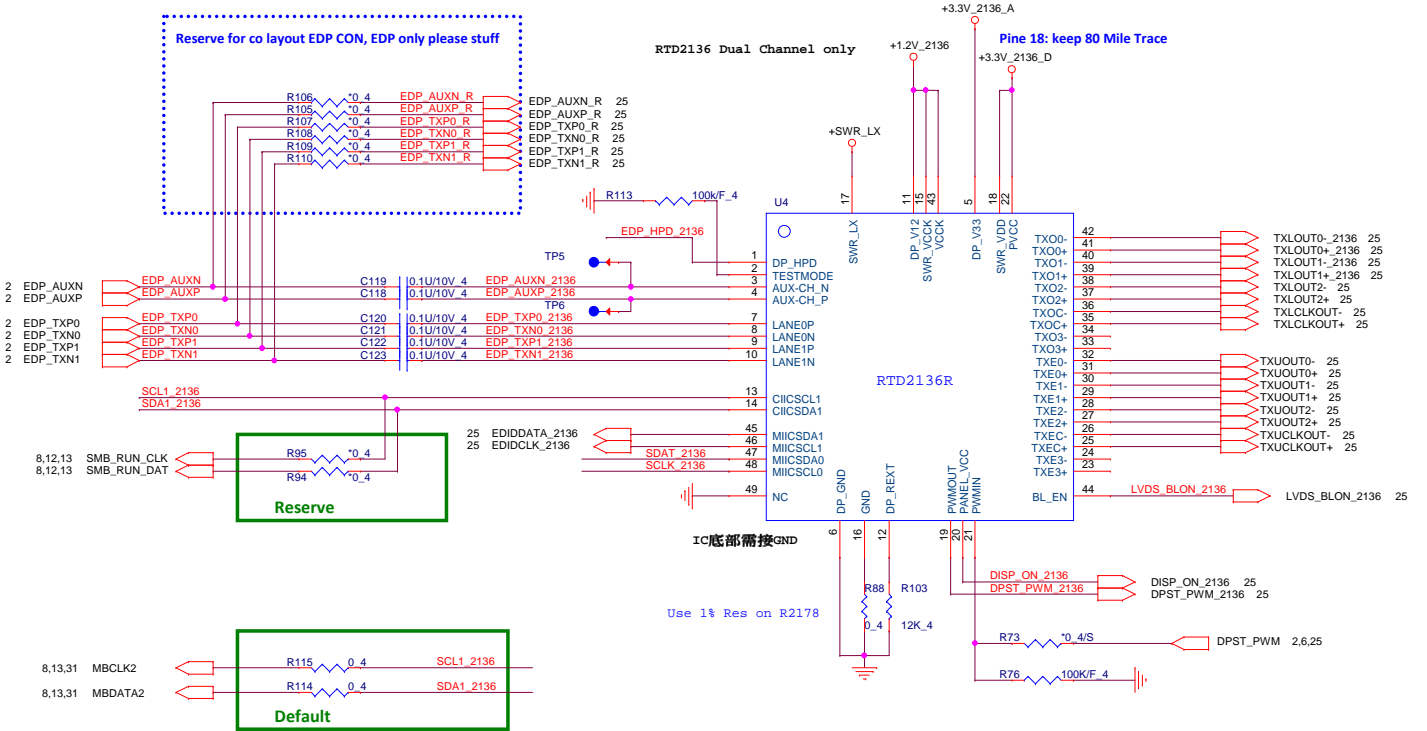 +3.3V_2136_A
Reserve for co layout EDP CON, EDP only please stuff
RTD2136 Dual Channel only
+1.2V_2136
Pine 18: keep 80 Mile Trace
+3.3V_2136_D
R106 *0_4 EDP_AUXN_R EDP_AUXN_R 25
R105 *0_4 EDP_AUXP_R EDP_AUXP_R 25
R107 *0_4 EDP_TXP0_R EDP_TXP0_R 25
R108 *0_4 EDP_TXN0_R EDP_TXN0_R 25
R109 *0_4 EDP_TXP1_R EDP_TXP1_R 25
R110 *0_4 EDP_TXN1_R EDP_TXN1_R 25
+SWR_LX
R113 100k/F_4
U4
17 11 15 43 5 18 22
SWR_LX DP_V12 SWR_VCCK VCCK DP_V33 SWR_VDD PVCC
EDP_HPD_2136 1 DP_HPD
2 TESTMODE
TP5
2 EDP_AUXN EDP_AUXN C119 0.1U/10V_4 EDP_AUXN_2136 3 AUX-CH_N
2 EDP_AUXP EDP_AUXP C118 0.1U/10V_4 EDP_AUXP_2136 4 AUX-CH_P
TP6
2 EDP_TXP0 EDP_TXP0 C120 0.1U/10V_4 EDP_TXP0_2136 7 LANE0P
2 EDP_TXN0 EDP_TXN0 C121 0.1U/10V_4 EDP_TXN0_2136 8 LANE0N
2 EDP_TXP1 EDP_TXP1 C122 0.1U/10V_4 EDP_TXP1_2136 9 LANE1P
2 EDP_TXN1 EDP_TXN1 C123 0.1U/10V_4 EDP_TXN1_2136 10 LANE1N
SCL1_2136 13 CIICSCL1
SDA1_2136 14 CIICSDA1
25 EDIDDATA_2136 45 MIICSDA1
25 EDIDCLK_2136 46 MIICSCL1
SDAT_2136 47 MIICSDA0
SCLK_2136 48 MIICSCL0
49 NC
RTD2136R
TXO0- 42 TXLOUT0-_2136 25
TXO0+ 41 TXLOUT0+_2136 25
TXO1- 40 TXLOUT1-_2136 25
TXO1+ 39 TXLOUT1+_2136 25
TXO2- 38 TXLOUT2- 25
TXO2+ 37 TXLOUT2+ 25
TXOC- 36 TXLCLKOUT- 25
TXOC+ 35 TXLCLKOUT+ 25
TXO3- 34
TXO3+ 33
TXE0- 32 TXUOUT0- 25
TXE0+ 31 TXUOUT0+ 25
TXE1- 30 TXUOUT1- 25
TXE1+ 29 TXUOUT1+ 25
TXE2- 28 TXUOUT2- 25
TXE2+ 27 TXUOUT2+ 25
TXEC- 26 TXUCLKOUT- 25
TXEC+ 25 TXUCLKOUT+ 25
TXE3- 24
TXE3+ 23
BL_EN 44 LVDS_BLON_2136 LVDS_BLON_2136 25
8,12,13 SMB_RUN_CLK R95 *0_4
8,12,13 SMB_RUN_DAT R94 *0_4
Reserve
DP_GND GND DP_REXT PWMOUT PANEL_VCC PWMIN
6 16 12 19 20 21
IC底部需接GND
DISP_ON_2136 DISP_ON_2136 25
DPST_PWM_2136 DPST_PWM_2136 25
R88 R103
Use 1% Res on R2178
0_4 12K_4
R73 *0_4/S DPST_PWM 2,6,25
R76 100K/F_4
8,13,31 MBCLK2 R115 0_4 SCL1_2136
8,13,31 MBDATA2 R114 0_4 SDA1_2136
Default